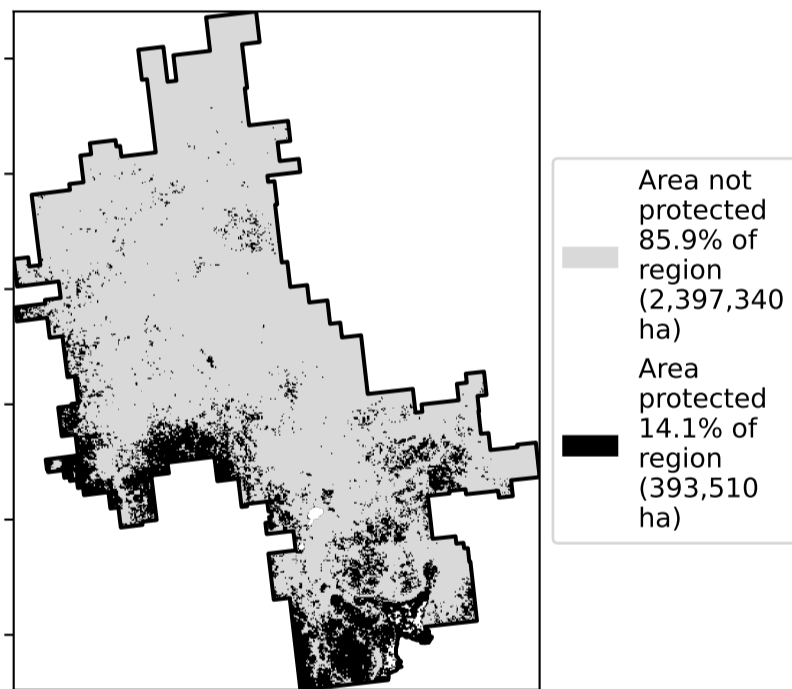 Area not
protected
85.9% of
region
(2,397,340
ha)
Area
protected
14.1% of
region
(393,510
ha)